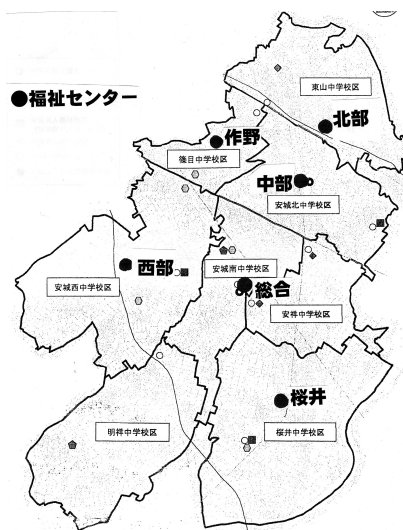 東山中学校区
●福祉センター
北部
作野
篠目中学校区
中部
安城北中学校区
西部
安城南中学校区
安城西中学校区
総合
安祥中学校区
桜井
明祥中学校区
桜井中学校区